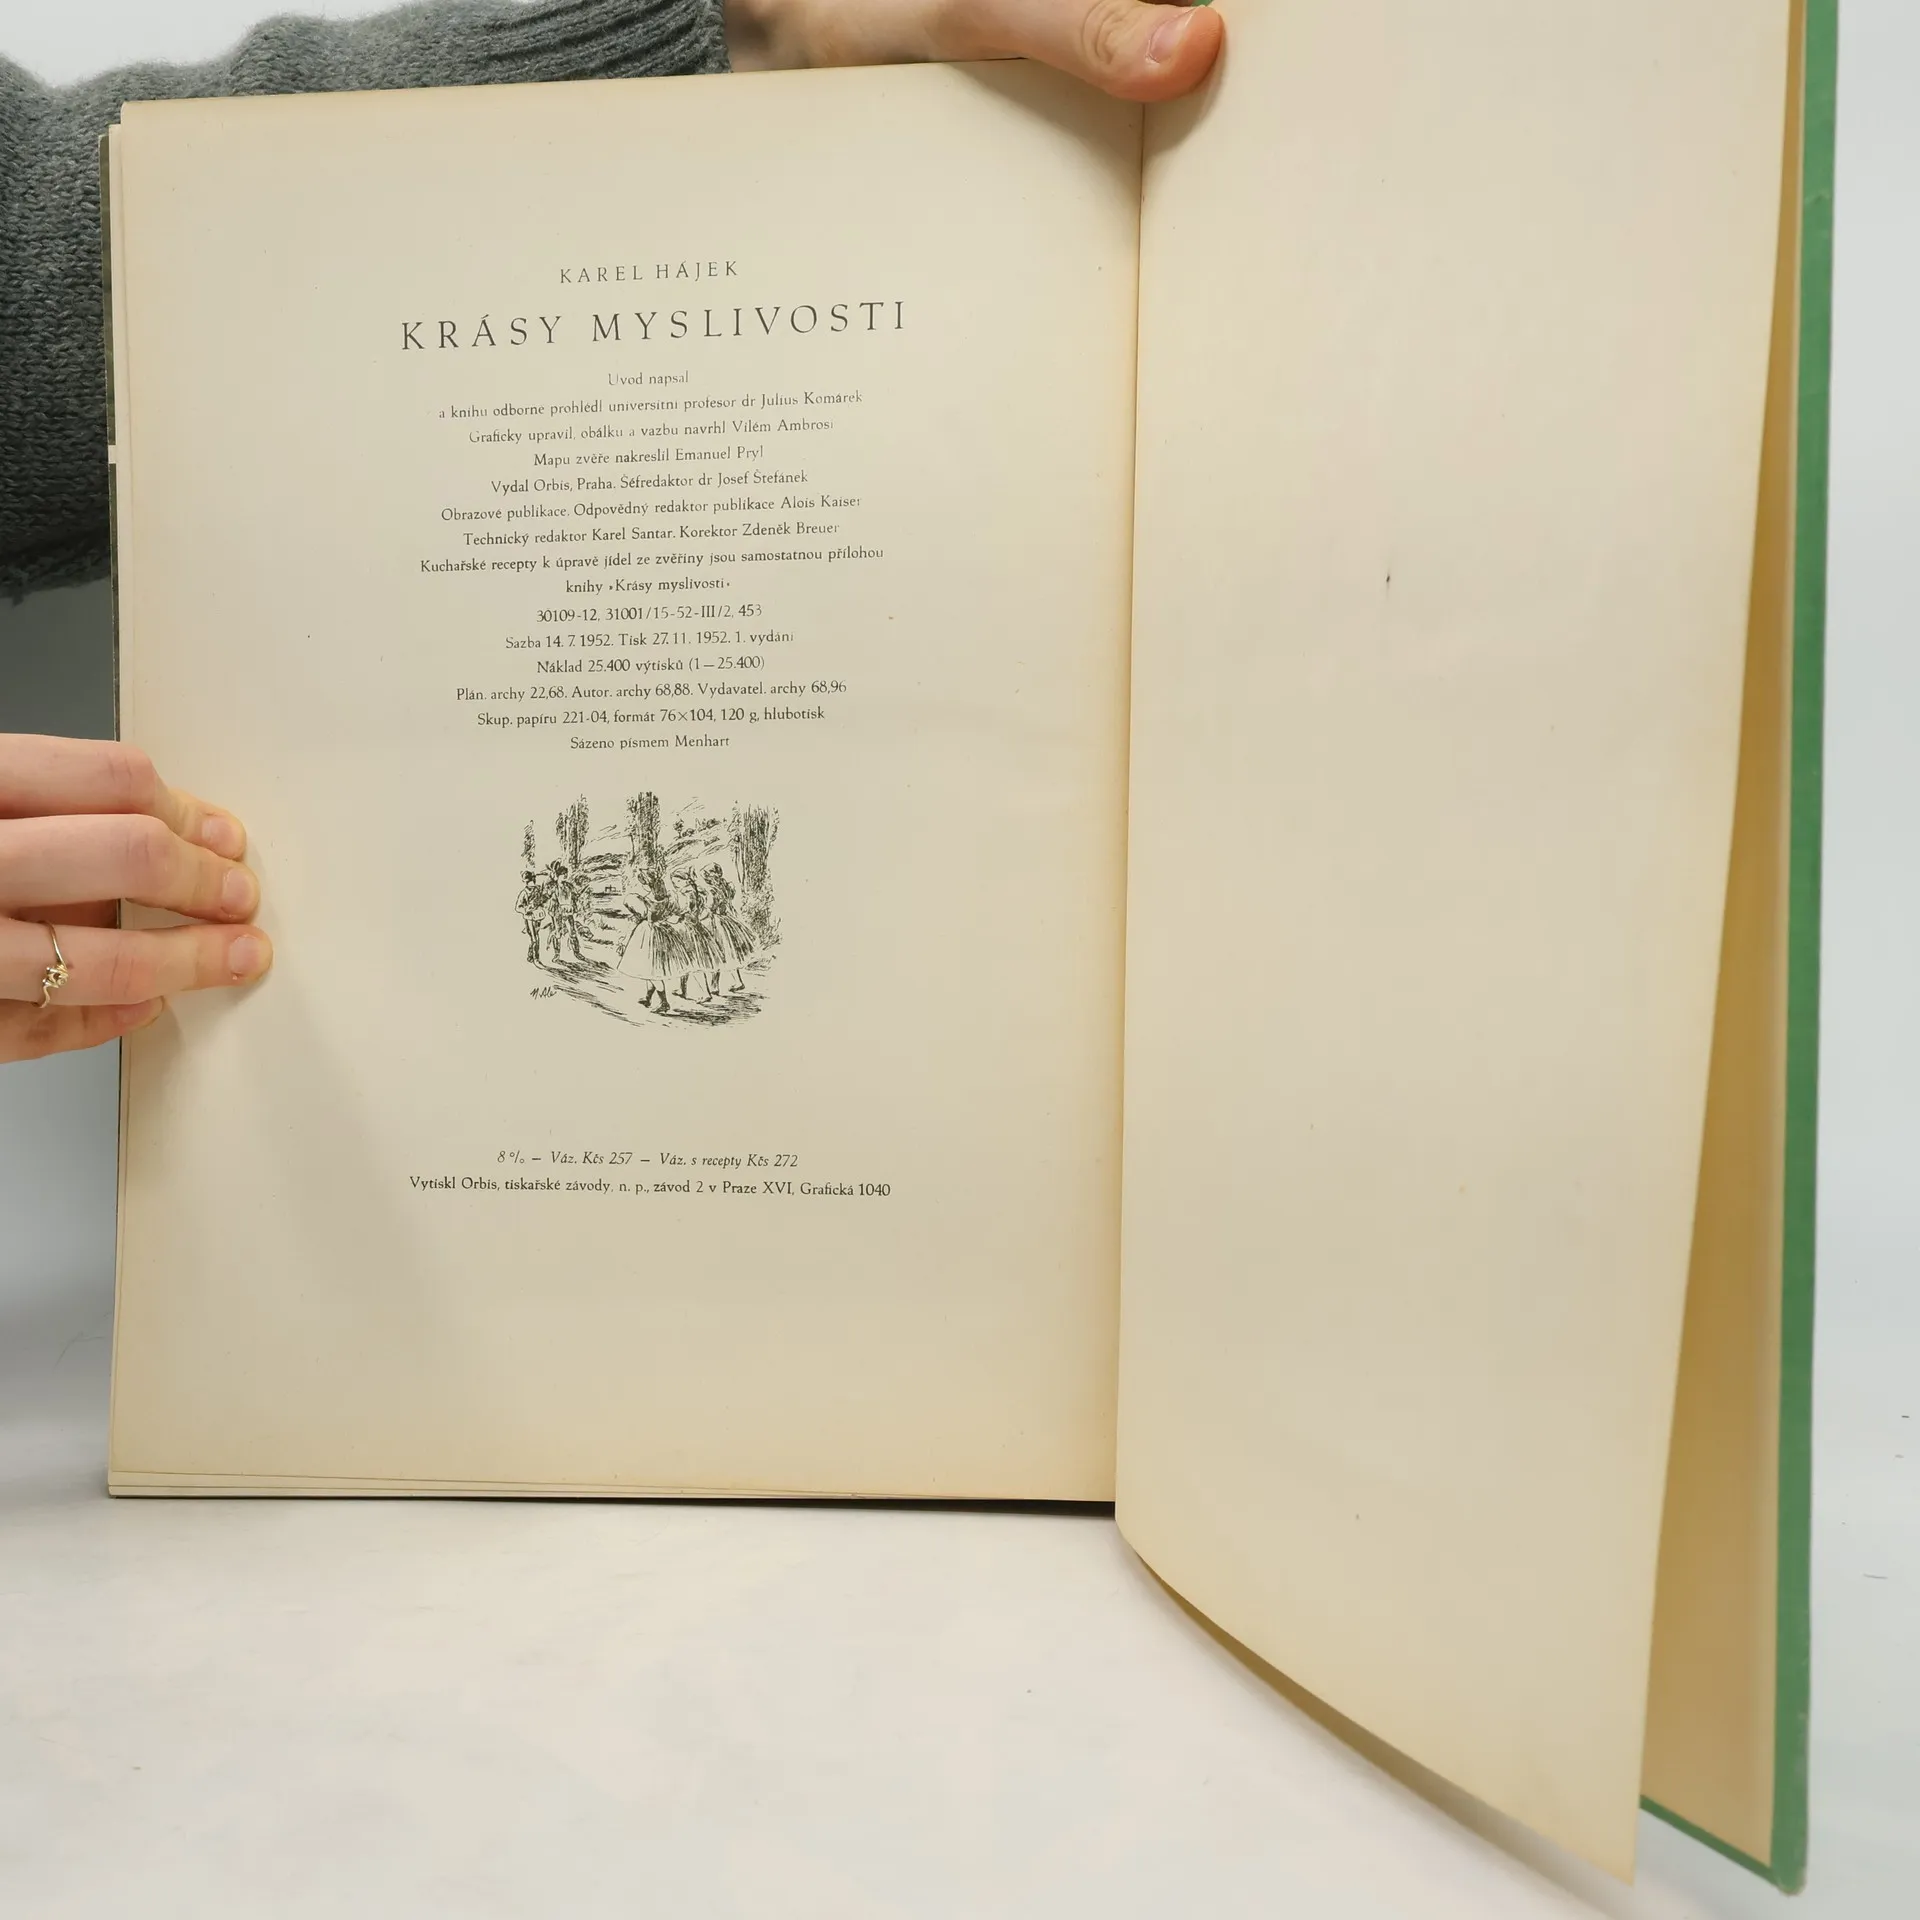 KAREL HÁJEK
KRÁSY MYSLIVOSTI
Úvod napsal
a knihu odborně prohlédl universitní profesor dr Julius Komárek
Graficky upravil, obálku a vazbu navrhl Vilém Ambrosi
Mapu zvěře nakreslil Emanuel Pryl
Vydal Orbis, Praha. Šéfredaktor dr Josef Štefánek
Obrazové publikace. Odpovědný redaktor publikace Alois Kaiser
Technický redaktor Karel Santar. Korektor Zdeněk Breuer
Kuchařské recepty k úpravě jídel ze zvěřiny jsou samostatnou přílohou
knihy »Krásy myslivosti«
30109-12, 31001/15-52-III/2, 453
Sazba 14. 7. 1952. Tisk 27. 11. 1952. 1. vydání
Náklad 25.400 výtisků (1—25.400)
Plán. archy 22,68. Autor. archy 68,88. Vydavatel. archy 68,96
Skup. papíru 221-04, formát 76×104, 120 g, hlubotisk
Sázeno písmem Menhart
8 % — Váz. Kčs 257 — Váz. s recepty Kčs 272
Vytiskl Orbis, tiskařské závody, n. p., závod 2 v Praze XVI, Grafická 1040